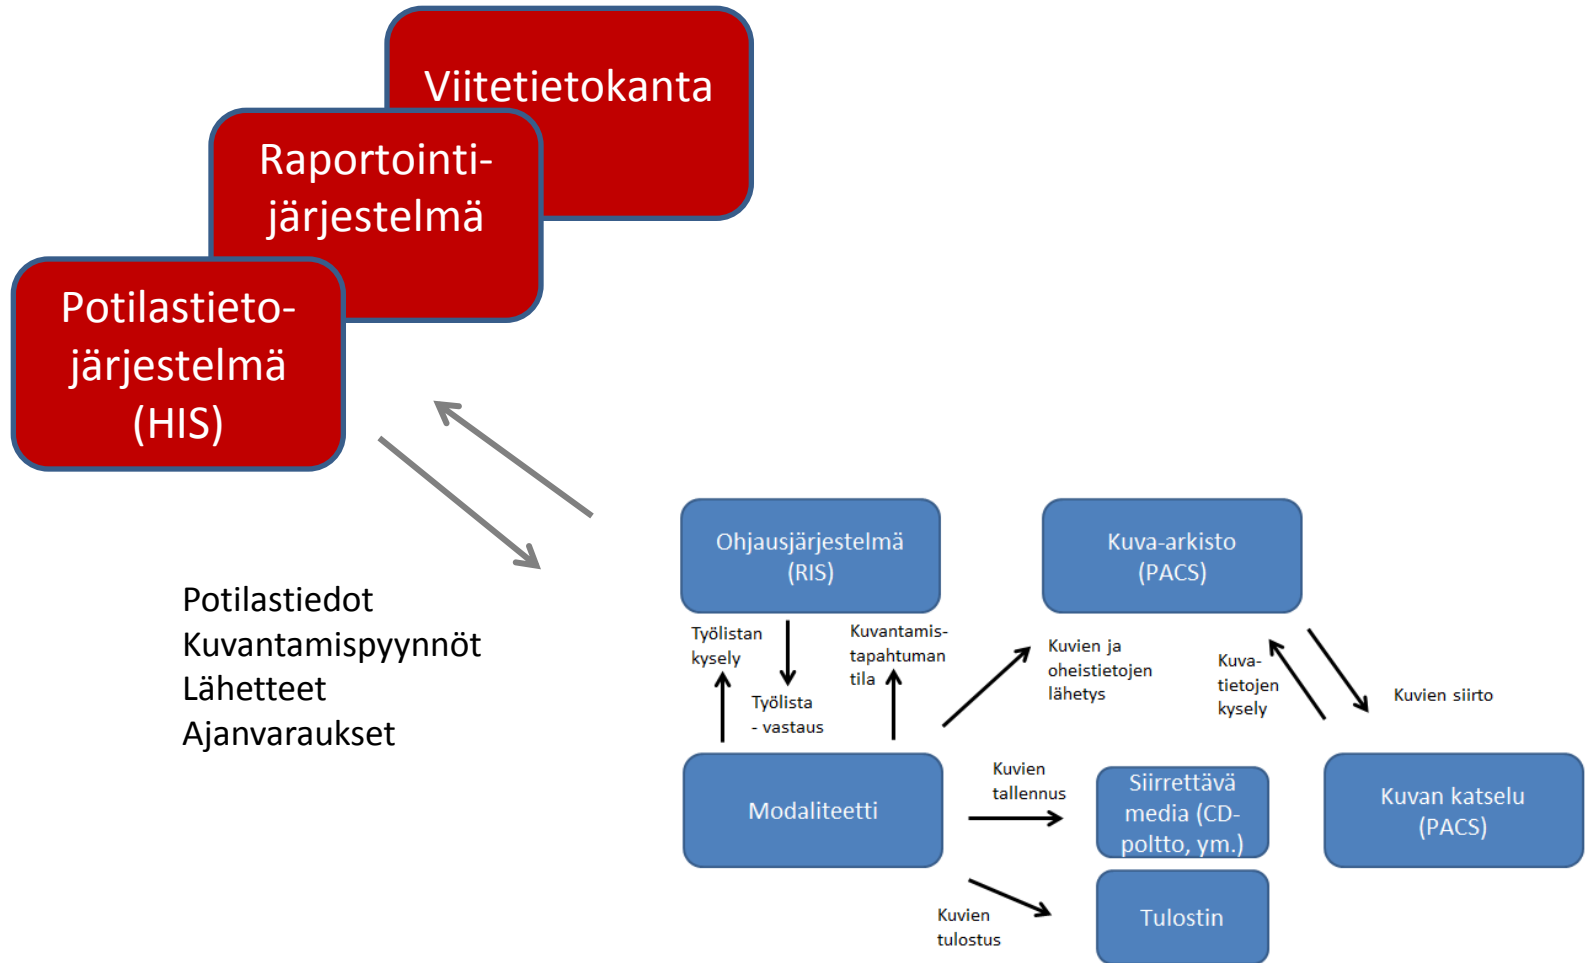 Viitetietokanta
Raportointi-
järjestelmä
Potilastieto-
järjestelmä
(HIS)
Potilastiedot
Kuvantamispyynnöt
Lähetteet
Ajanvaraukset
Ohjausjärjestelmä
(RIS)
Kuva-arkisto
(PACS)
Työlistan
kysely
Työlista
- vastaus
Kuvantamis-
tapahtuman
tila
Kuvien ja
oheistietojen
lähetys
Kuva-
tietojen
kysely
Kuvien siirto
Modaliteetti
Kuvien
tallennus
Siirrettävä
media (CD-
poltto, ym.)
Kuvan katselu
(PACS)
Kuvien
tulostus
Tulostin